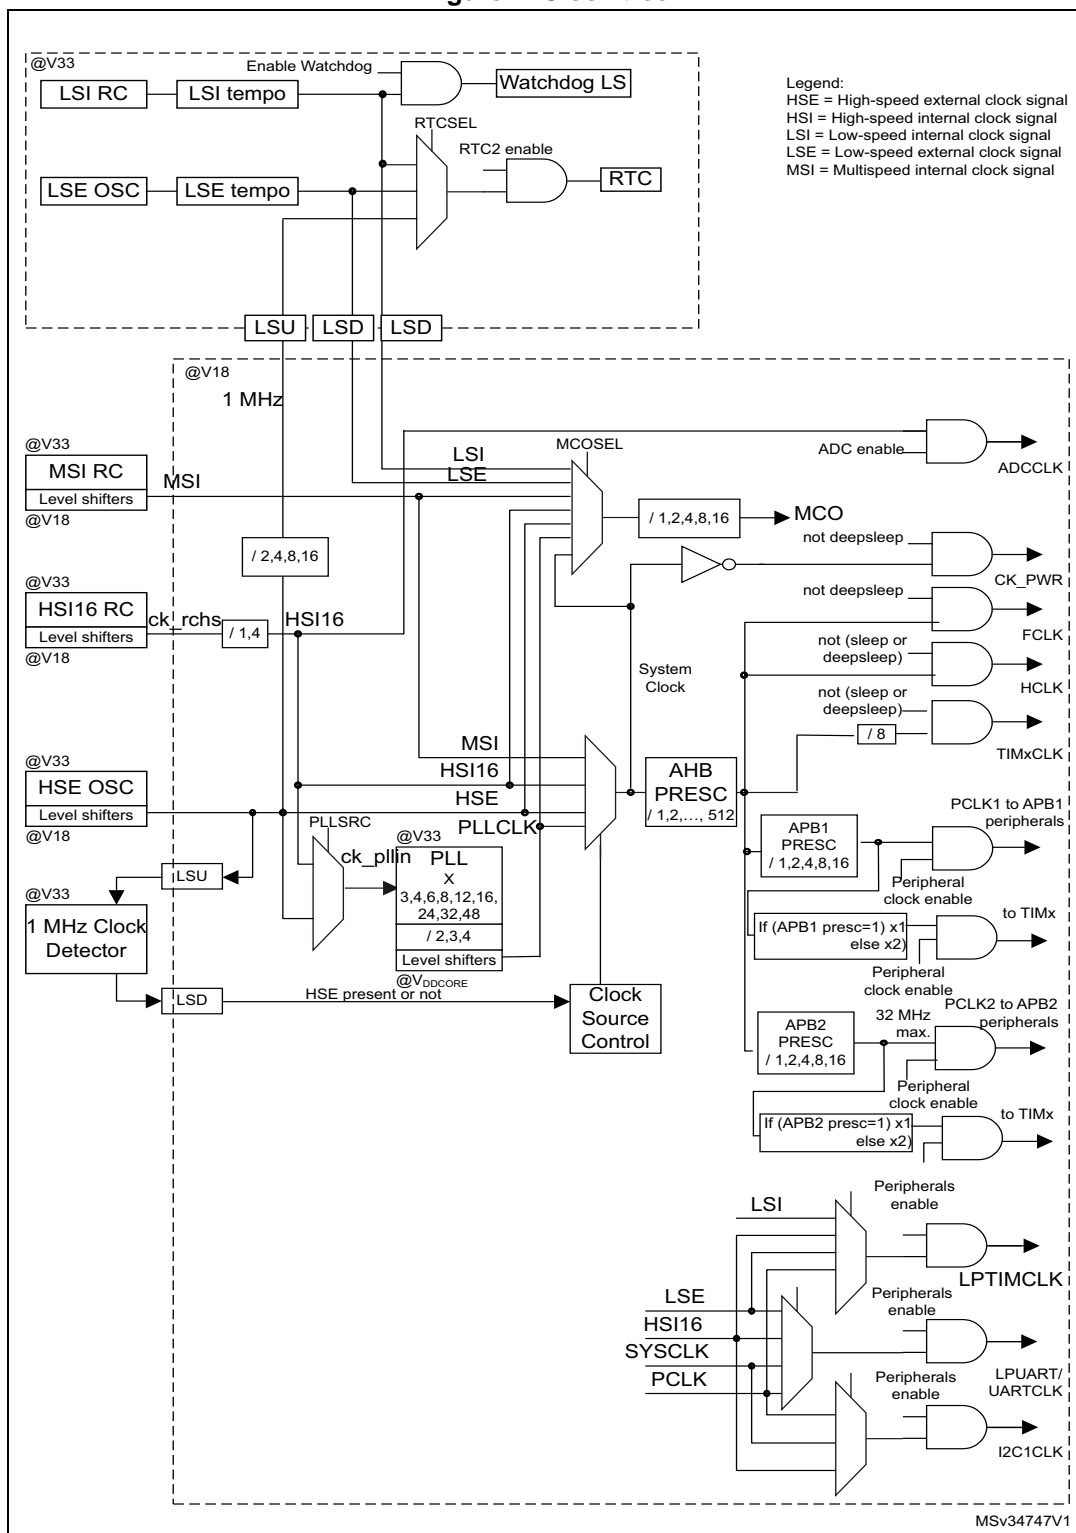 @V33
Enable Watchdog
LSI RC
LSI tempo
Watchdog LS
Legend:
HSE = High-speed external clock signal
HSI = High-speed internal clock signal
LSI = Low-speed internal clock signal
LSE = Low-speed external clock signal
MSI = Multispeed internal clock signal
RTCSEL
RTC2 enable
LSE OSC
LSE tempo
RTC
LSU
LSD
LSD
@V18
1 MHz
@V33
MSI RC
Level shifters
@V18
MSI
LSI
LSE
MCOSEL
ADC enable
ADCCLK
/ 1,2,4,8,16
MCO
/ 2,4,8,16
not deepsleep
CK_PWR
@V33
HSI16 RC
Level shifters
@V18
ck_rchs
/ 1,4
HSI16
not deepsleep
FCLK
System
Clock
not (sleep or
deepsleep)
HCLK
not (sleep or
deepsleep)
/ 8
TIMxCLK
MSI
HSI16
HSE
PLLCLK
AHB
PRESC
/ 1,2,..., 512
@V33
HSE OSC
Level shifters
@V18
PLLSRC
ck_pllin
@V33
PLL
X
3,4,6,8,12,16,
24,32,48
/ 2,3,4
Level shifters
@VDDCORE
APB1
PRESC
/ 1,2,4,8,16
PCLK1 to APB1
peripherals
Peripheral
clock enable
LSU
@V33
1 MHz Clock
Detector
LSD
HSE present or not
Clock
Source
Control
If (APB1 presc=1) x1
else x2)
to TIMx
Peripheral
clock enable
APB2
PRESC
/ 1,2,4,8,16
32 MHz
max.
PCLK2 to APB2
peripherals
Peripheral
clock enable
If (APB2 presc=1) x1
else x2)
to TIMx
LSI
Peripherals
enable
LPTIMCLK
LSE
HSI16
SYSCLK
PCLK
Peripherals
enable
LPUART/
UARTCLK
Peripherals
enable
I2C1CLK
MSv34747V1